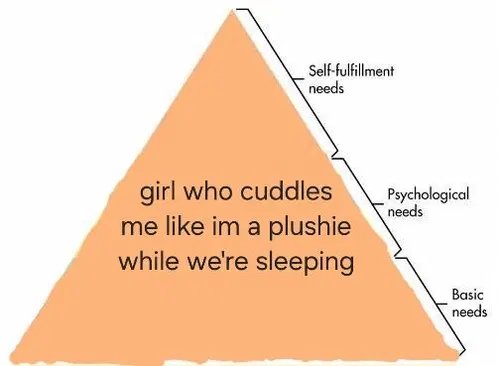 Self-fulfillment
needs
girl who cuddles
me like im a plushie
while we're sleeping
Psychological
needs
Basic
needs